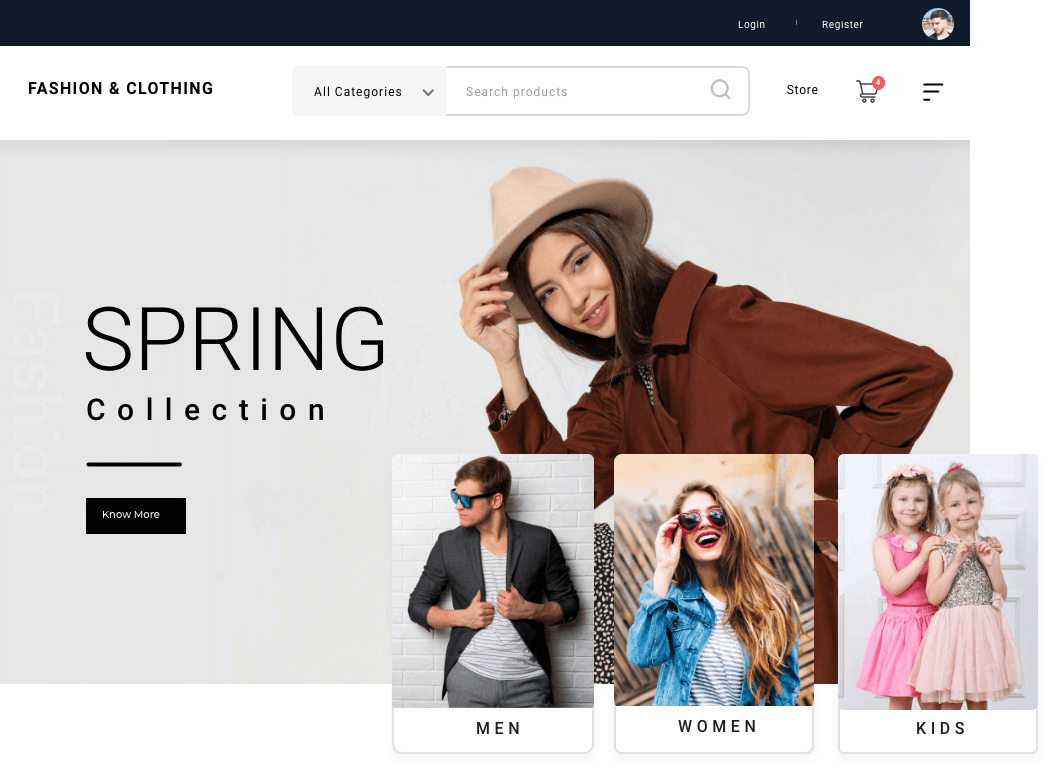 Login
Register
FASHION & CLOTHING
All Categories
Search products
Store
4
Fashion
SPRING
Collection
Know More
MEN
WOMEN
KIDS